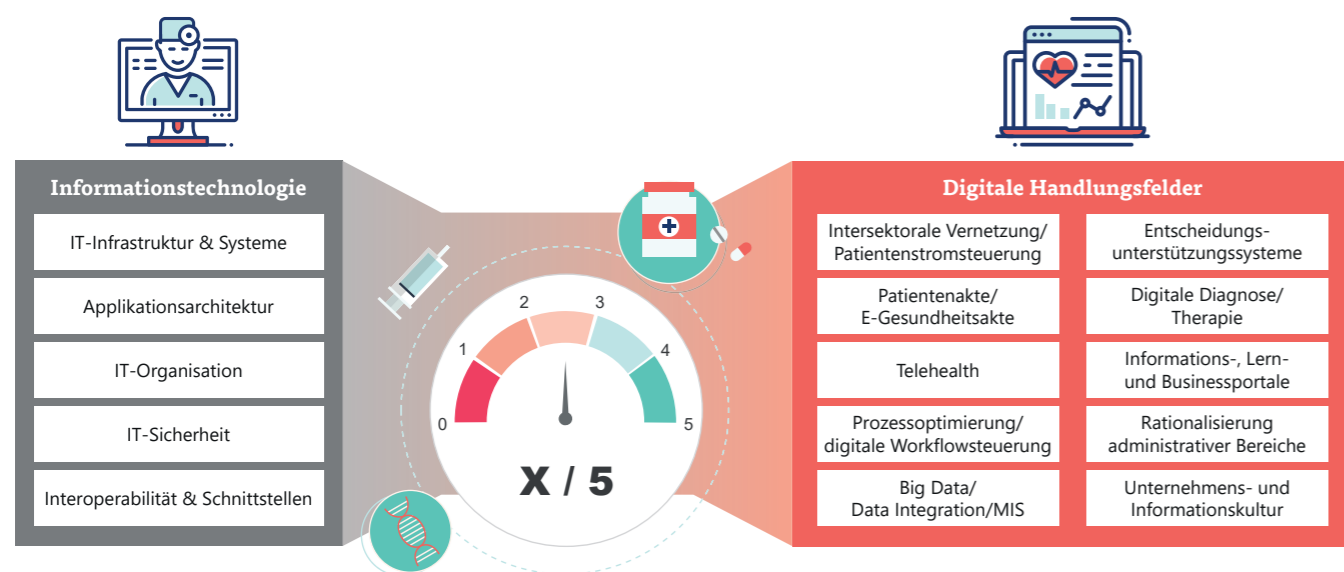 Informationstechnologie
IT-Infrastruktur & Systeme
Applikationsarchitektur
IT-Organisation
IT-Sicherheit
Interoperabilität & Schnittstellen
0
1
2
3
4
5
X / 5
Digitale Handlungsfelder
Intersektorale Vernetzung/
Patientenstromsteuerung
Patientenakte/
E-Gesundheitsakte
Telehealth
Prozessoptimierung/
digitale Workflowsteuerung
Big Data/
Data Integration/MIS
Entscheidungs-
unterstützungssysteme
Digitale Diagnose/
Therapie
Informations-, Lern-
und Businessportale
Rationalisierung
administrativer Bereiche
Unternehmens- und
Informationskultur